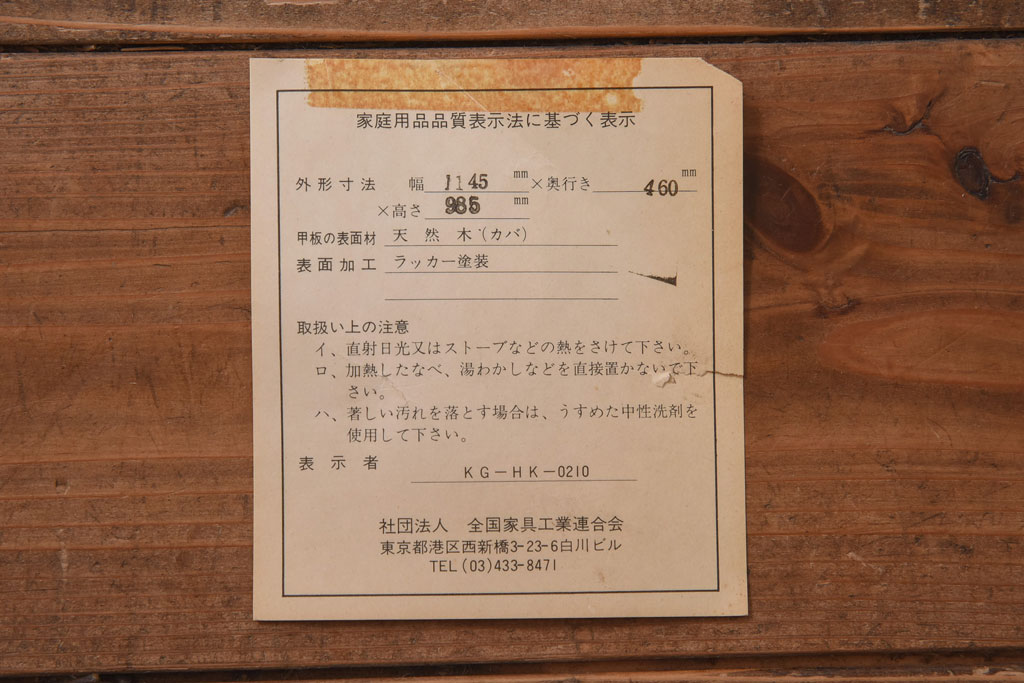 家庭用品品質表示法に基づく表示
外形寸法 幅 1145 mm ×奥行き 460 mm
×高さ 985 mm
甲板の表面材 天然木(カバ)
表面加工 ラッカー塗装
取扱い上の注意
イ、直射日光又はストーブなどの熱をさけて下さい。
ロ、加熱したなべ、湯わかしなどを直接置かないで下
さい。
ハ、著しい汚れを落とす場合は、うすめた中性洗剤を
使用して下さい。
表示者 KG-HK-0210
社団法人 全国家具工業連合会
東京都港区西新橋3-23-6白川ビル
TEL(03)433-8471